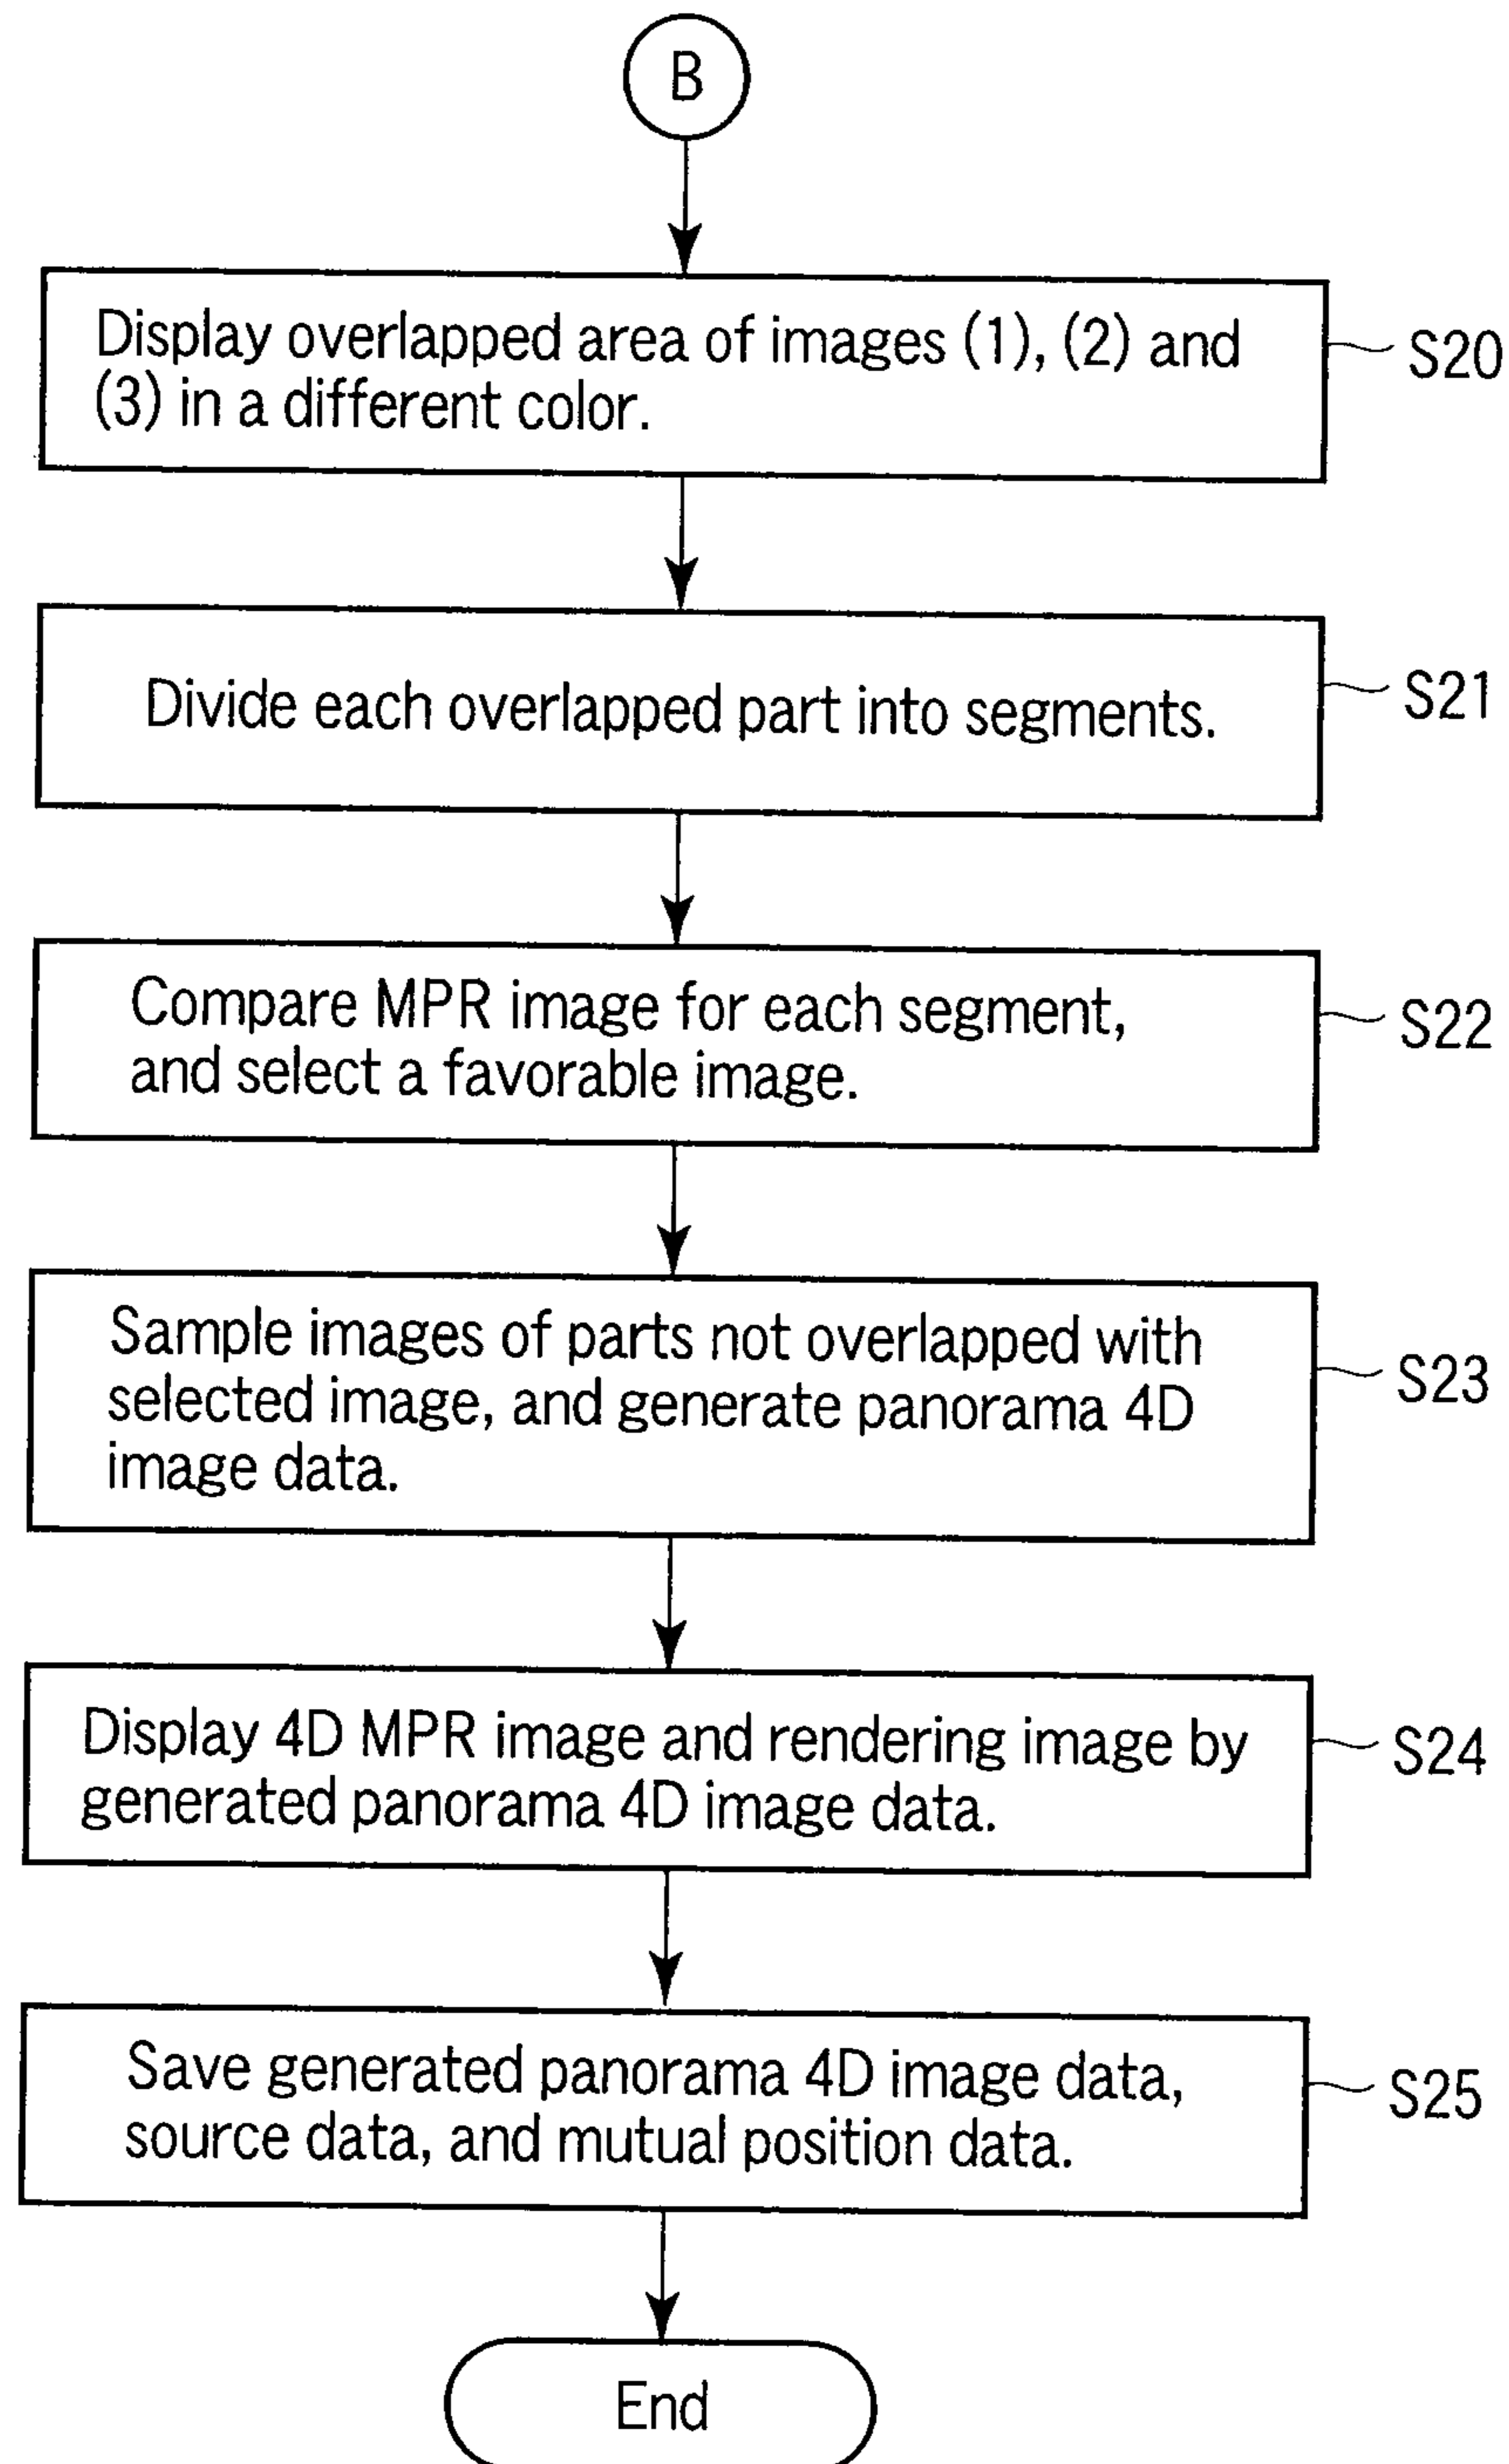 B
Display overlapped area of images (1), (2) and
(3) in a different color.
S20
Divide each overlapped part into segments.
S21
Compare MPR image for each segment,
and select a favorable image.
S22
Sample images of parts not overlapped with
selected image, and generate panorama 4D
image data.
S23
Display 4D MPR image and rendering image by
generated panorama 4D image data.
S24
Save generated panorama 4D image data,
source data, and mutual position data.
S25
End